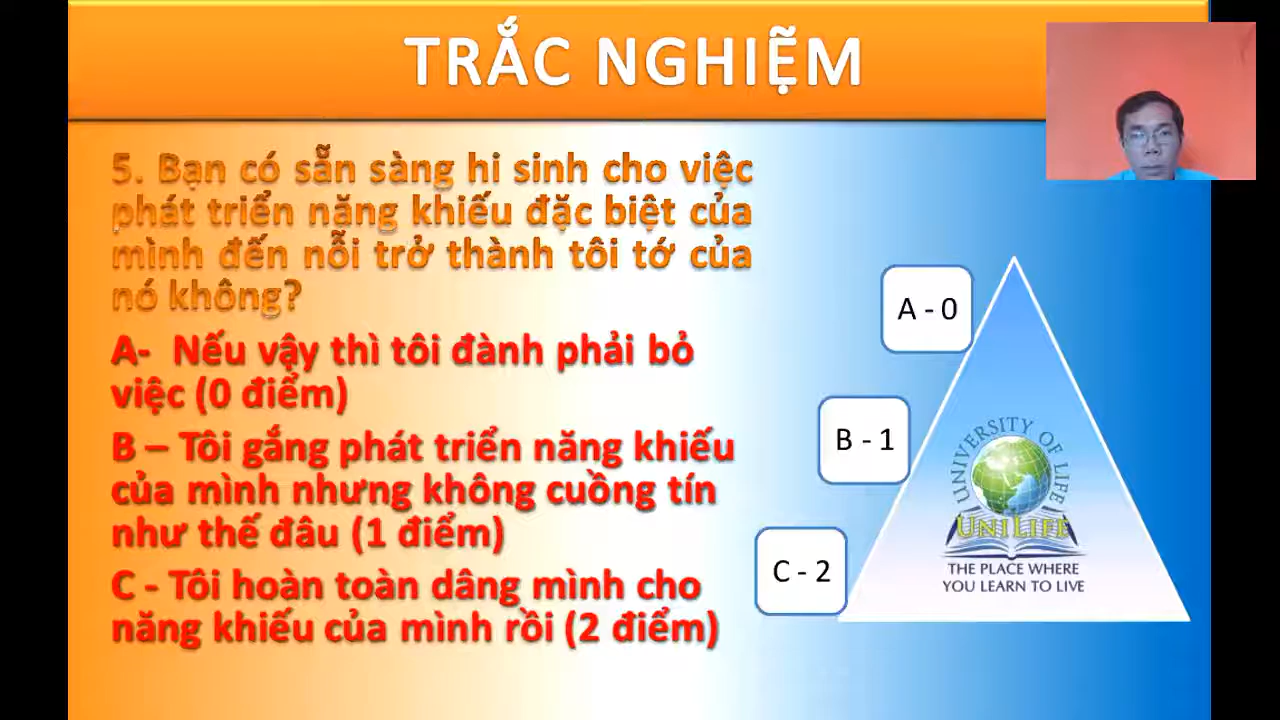 TRẮC NGHIỆM
5. Bạn có sẵn sàng hi sinh cho việc
phát triển năng khiếu đặc biệt của
mình đến nỗi trở thành tôi tớ của
nó không?
A- Nếu vậy thì tôi đành phải bỏ
việc (0 điểm)
B – Tôi gắng phát triển năng khiếu
của mình nhưng không cuồng tín
như thế đâu (1 điểm)
C - Tôi hoàn toàn dâng mình cho
năng khiếu của mình rồi (2 điểm)
A - 0
B - 1
C - 2
UNIVERSITY OF LIFE
UNILIFE
THE PLACE WHERE
YOU LEARN TO LIVE